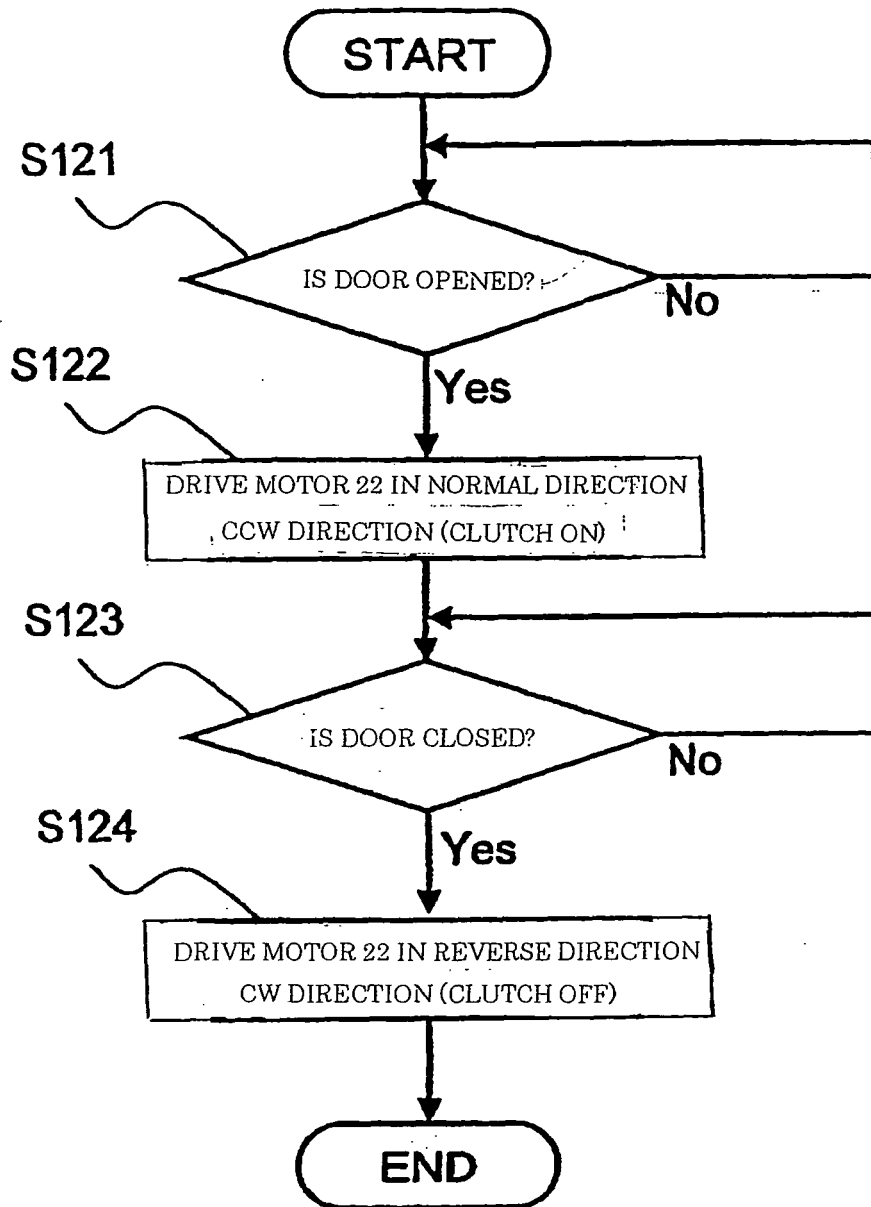 START
S121
IS DOOR OPENED?
No
S122
Yes
DRIVE MOTOR 22 IN NORMAL DIRECTION
CCW DIRECTION (CLUTCH ON)
S123
IS DOOR CLOSED?
No
S124
Yes
DRIVE MOTOR 22 IN REVERSE DIRECTION
CW DIRECTION (CLUTCH OFF)
END